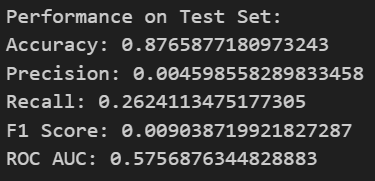 Performance on Test Set:
Accuracy: 0.8765877180973243
Precision: 0.004598558289833458
Recall: 0.2624113475177305
F1 Score: 0.009038719921827287
ROC AUC: 0.5756876344828883